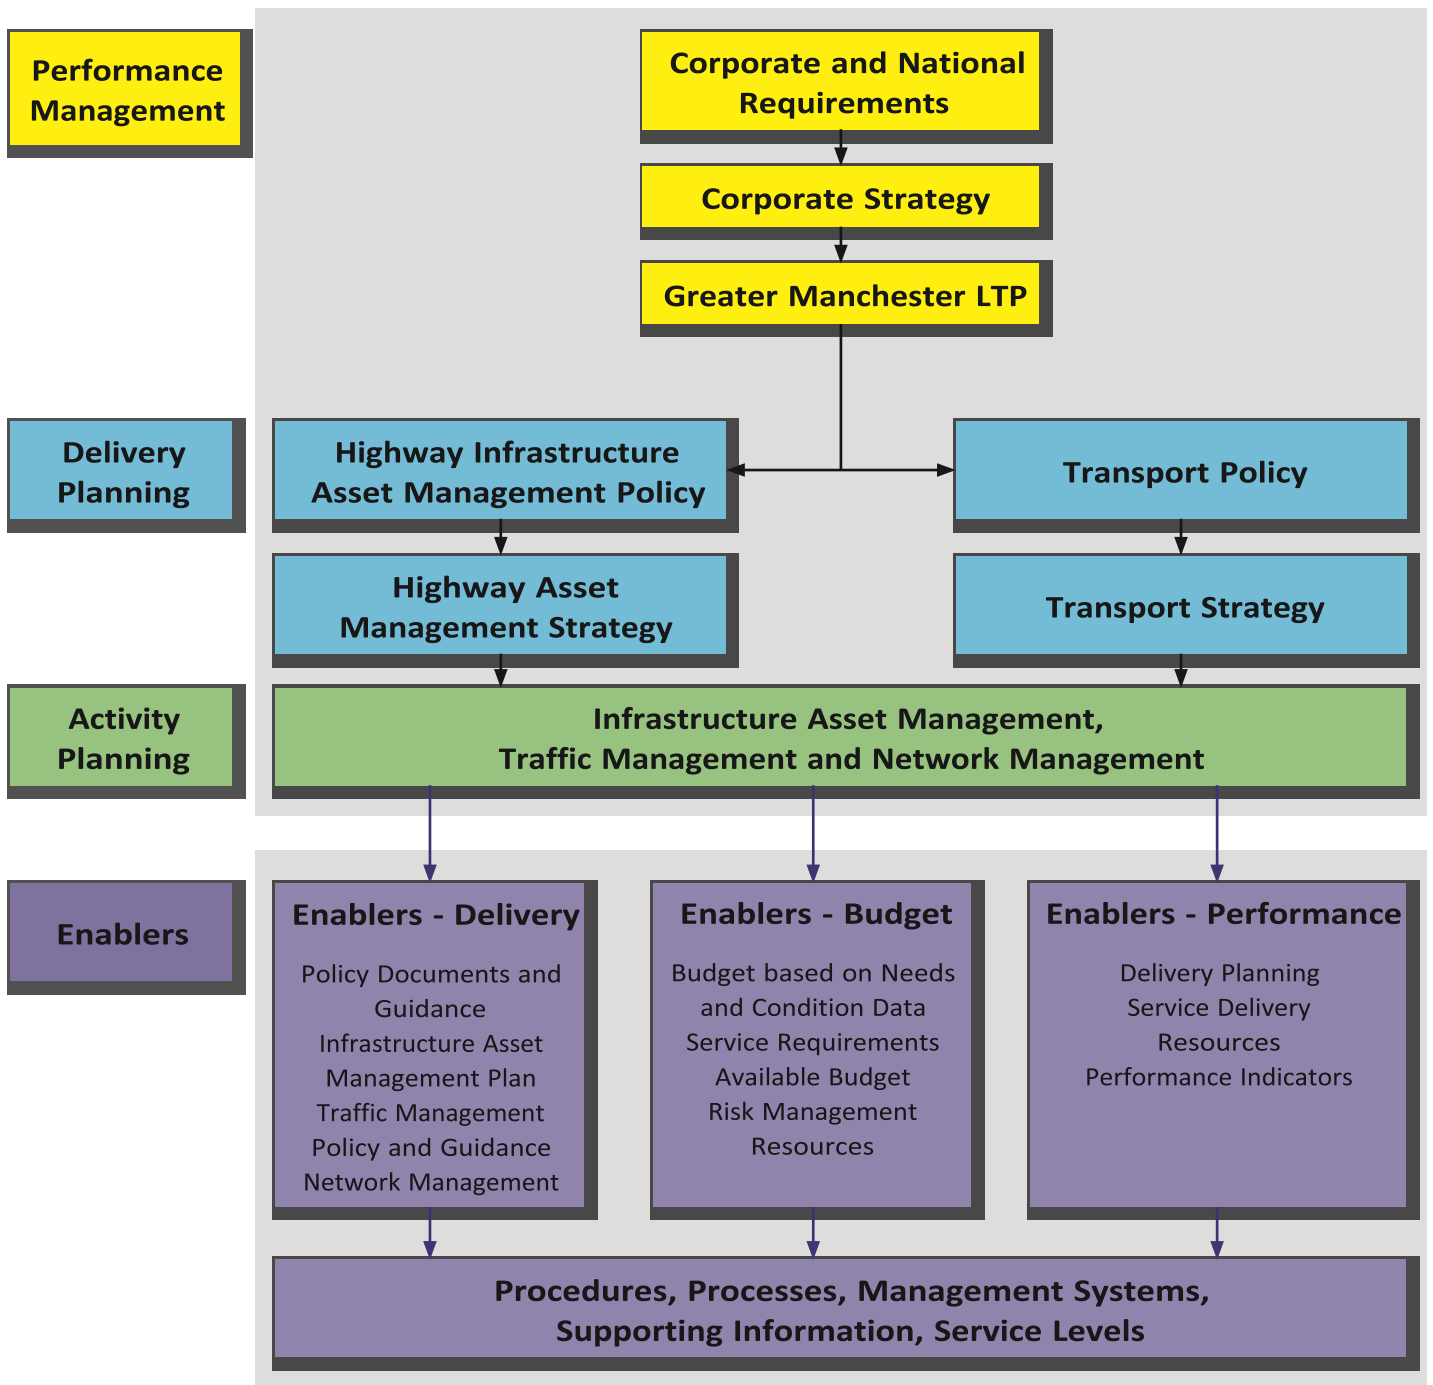 Performance
Management
Corporate and National
Requirements
Corporate Strategy
Greater Manchester LTP
Delivery
Planning
Highway Infrastructure
Asset Management Policy
Transport Policy
Highway Asset
Management Strategy
Transport Strategy
Activity
Planning
Infrastructure Asset Management,
Traffic Management and Network Management
Enablers
Enablers - Delivery
Policy Documents and
Guidance
Infrastructure Asset
Management Plan
Traffic Management
Policy and Guidance
Network Management
Enablers - Budget
Budget based on Needs
and Condition Data
Service Requirements
Available Budget
Risk Management
Resources
Enablers - Performance
Delivery Planning
Service Delivery
Resources
Performance Indicators
Procedures, Processes, Management Systems,
Supporting Information, Service Levels